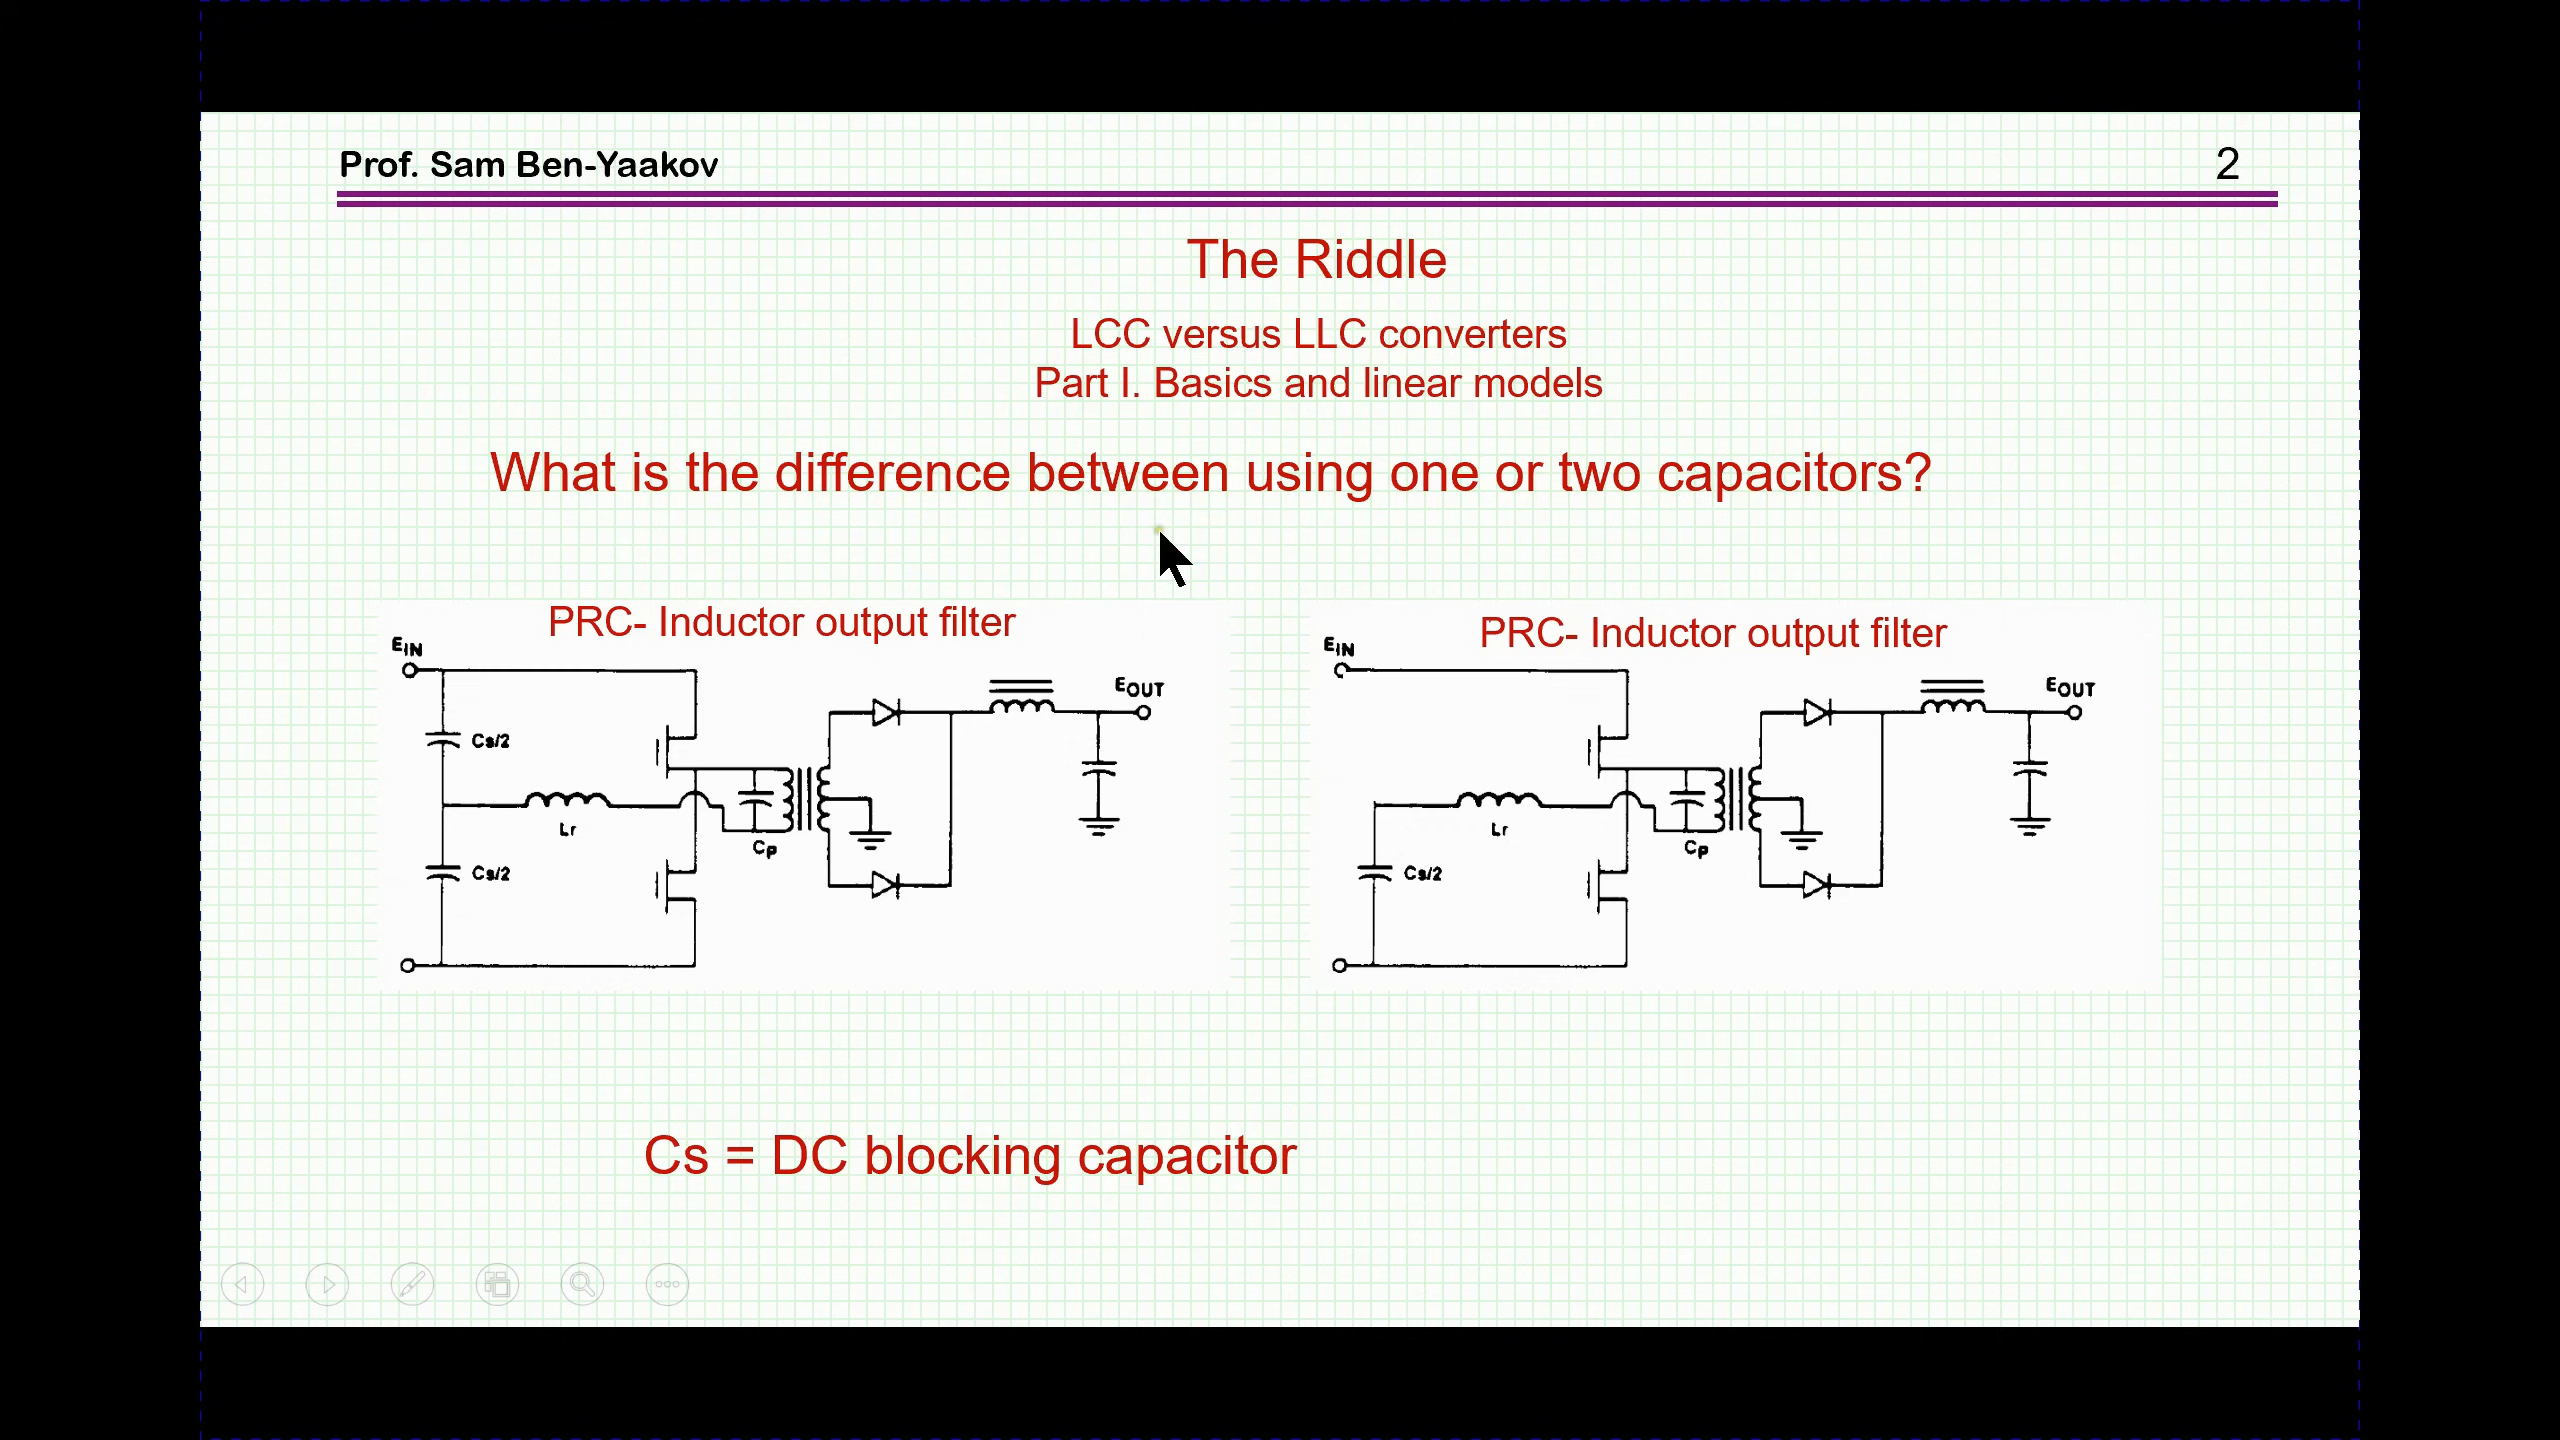 Prof. Sam Ben-Yaakov
2
The Riddle
LCC versus LLC converters
Part I. Basics and linear models
What is the difference between using one or two capacitors?
PRC- Inductor output filter
EIN
Cs/2
Lr
Cs/2
Cp
EOUT
PRC- Inductor output filter
EIN
Lr
Cs/2
Cp
EOUT
Cs = DC blocking capacitor